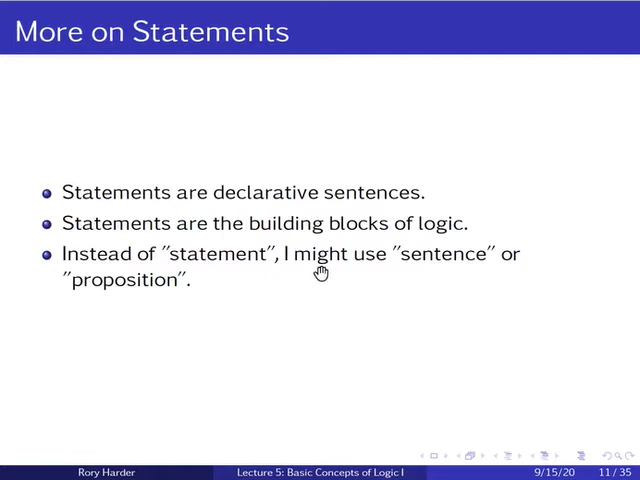 More on Statements
Statements are declarative sentences.
Statements are the building blocks of logic.
Instead of "statement", I might use "sentence" or
"proposition".
Rory Harder Lecture 5: Basic Concepts of Logic I 9/15/20 11 / 35